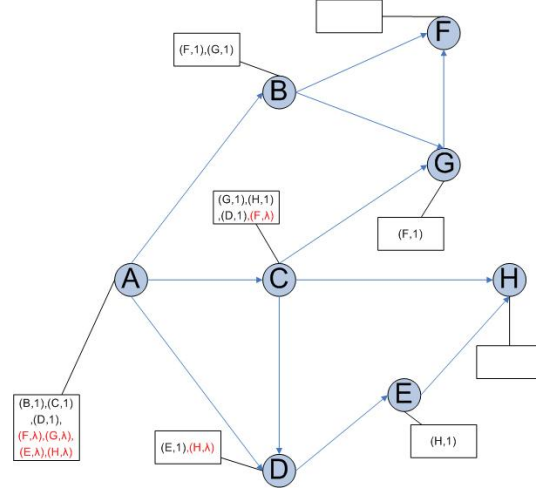 F
(F,1),(G,1)
B
G
(G,1),(H,1)
,(D,1),(F,λ)
(F,1)
A
C
H
(B,1),(C,1)
,(D,1),
(F,λ),(G,λ),
(E,λ),(H,λ)
E
(E,1),(H,λ)
(H,1)
D